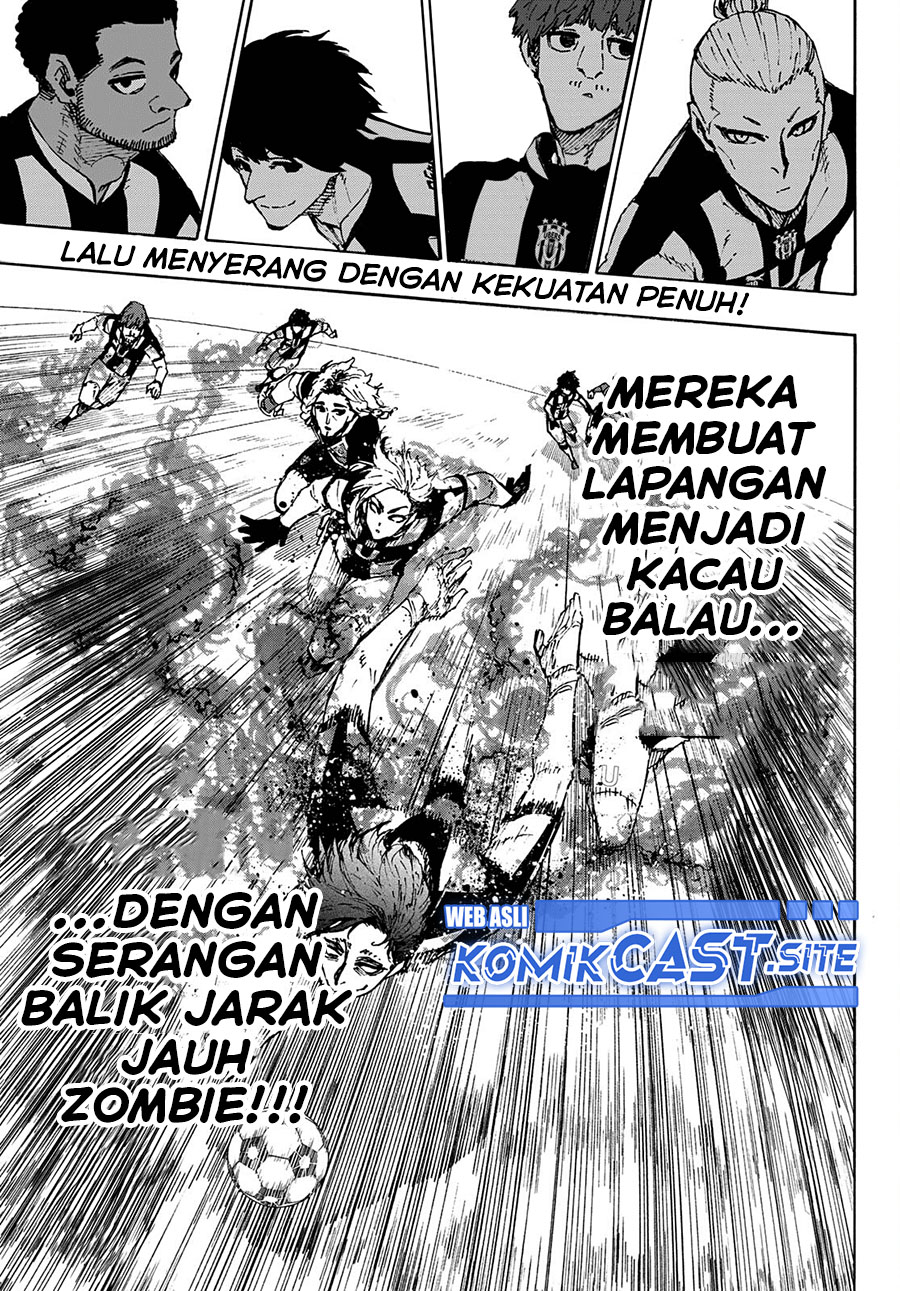 LALU MENYERANG DENGAN KEKUATAN PENUH!
MEREKA
MEMBUAT
LAPANGAN
MENJADI
KACAU
BALAU...
...DENGAN
SERANGAN
BALIK JARAK
JAUH
ZOMBIE!!!
WEB ASLI
KOMIKCAST.SITE